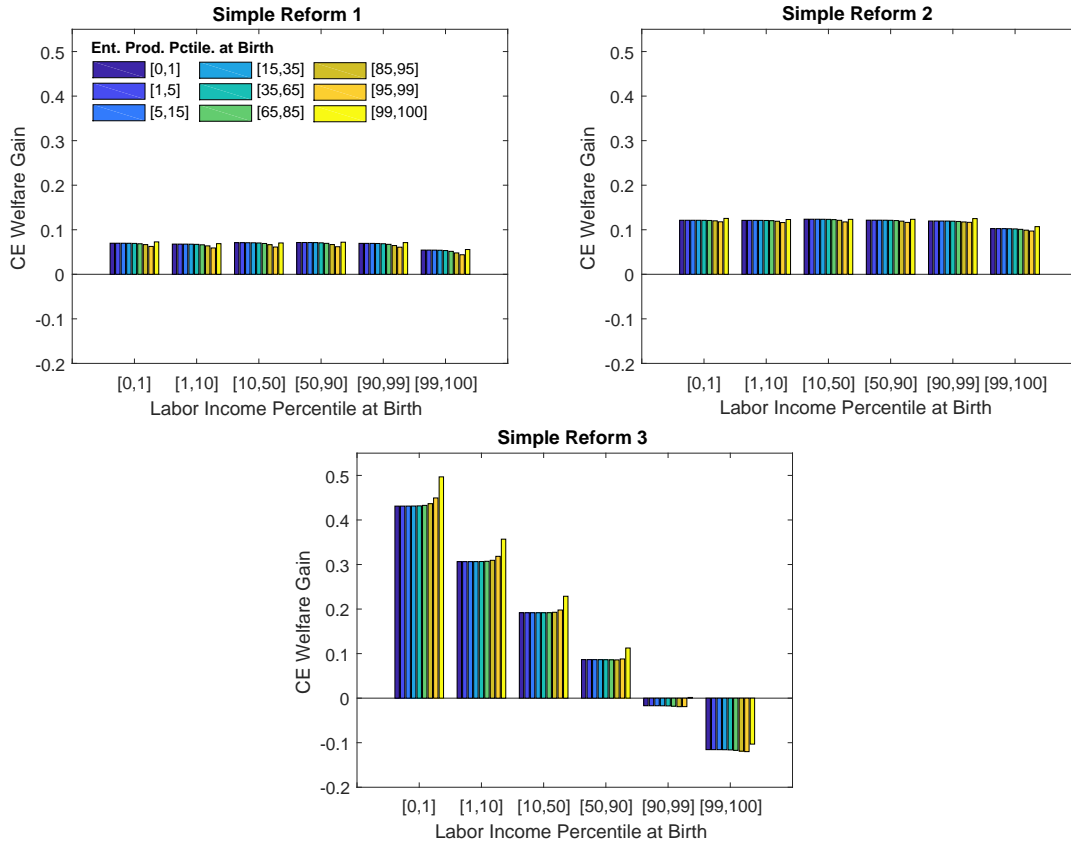 Simple Reform 1
Ent. Prod. Pctile. at Birth
[0,1] [15,35] [85,95]
[1,5] [35,65] [95,99]
[5,15] [65,85] [99,100]
0.5
0.4
0.3
0.2
0.1
0
-0.1
-0.2
CE Welfare Gain
[0,1] [1,10] [10,50] [50,90] [90,99] [99,100]
Labor Income Percentile at Birth
Simple Reform 2
0.5
0.4
0.3
0.2
0.1
0
-0.1
-0.2
CE Welfare Gain
[0,1] [1,10] [10,50] [50,90] [90,99] [99,100]
Labor Income Percentile at Birth
Simple Reform 3
0.5
0.4
0.3
0.2
0.1
0
-0.1
-0.2
CE Welfare Gain
[0,1] [1,10] [10,50] [50,90] [90,99] [99,100]
Labor Income Percentile at Birth